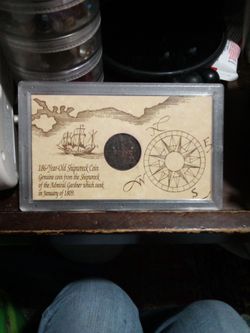 186-Year-Old Shipwreck Coin
Genuine coin from the Shipwreck
of the Admiral Gardner which sank
in January of 1809.
E
S